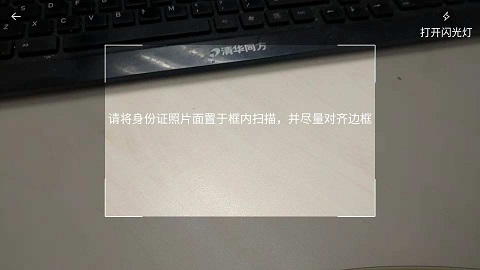 打开闪光灯
清华同方
请将身份证照片面置于框内扫描，并尽量对齐边框